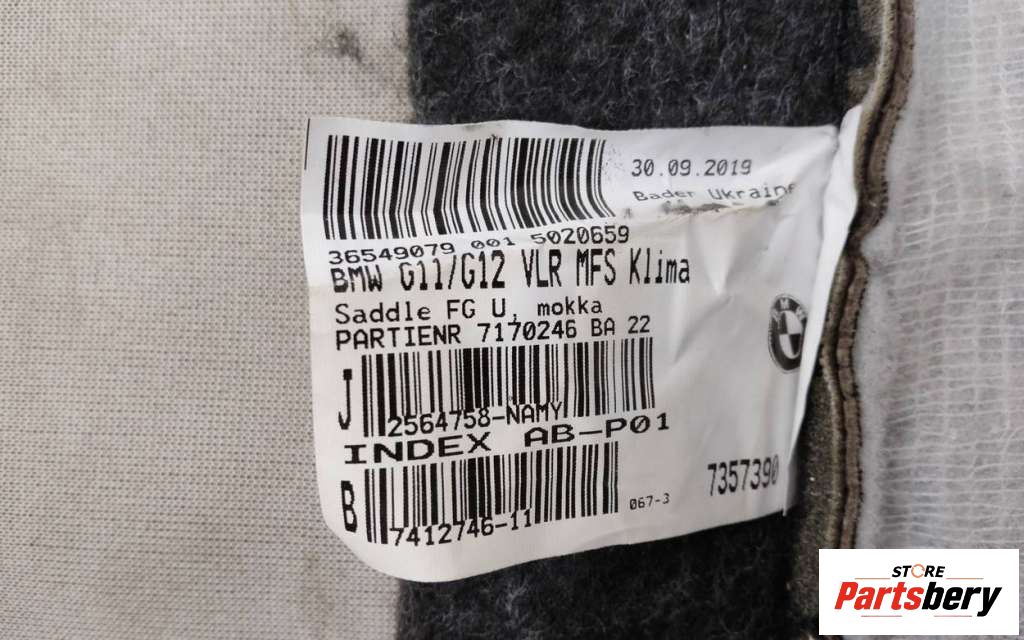 30.09.2019
Bader Ukraine
36549079 001 5020659
BMW G11/G12 VLR MFS Klima
Saddle FG U, mokka
PARTIENR 7170246 BA 22
J
2564758-NAMY
INDEX AB-P01
B
7412746-11
067-3
7357390
BMW
STORE
Partsbery